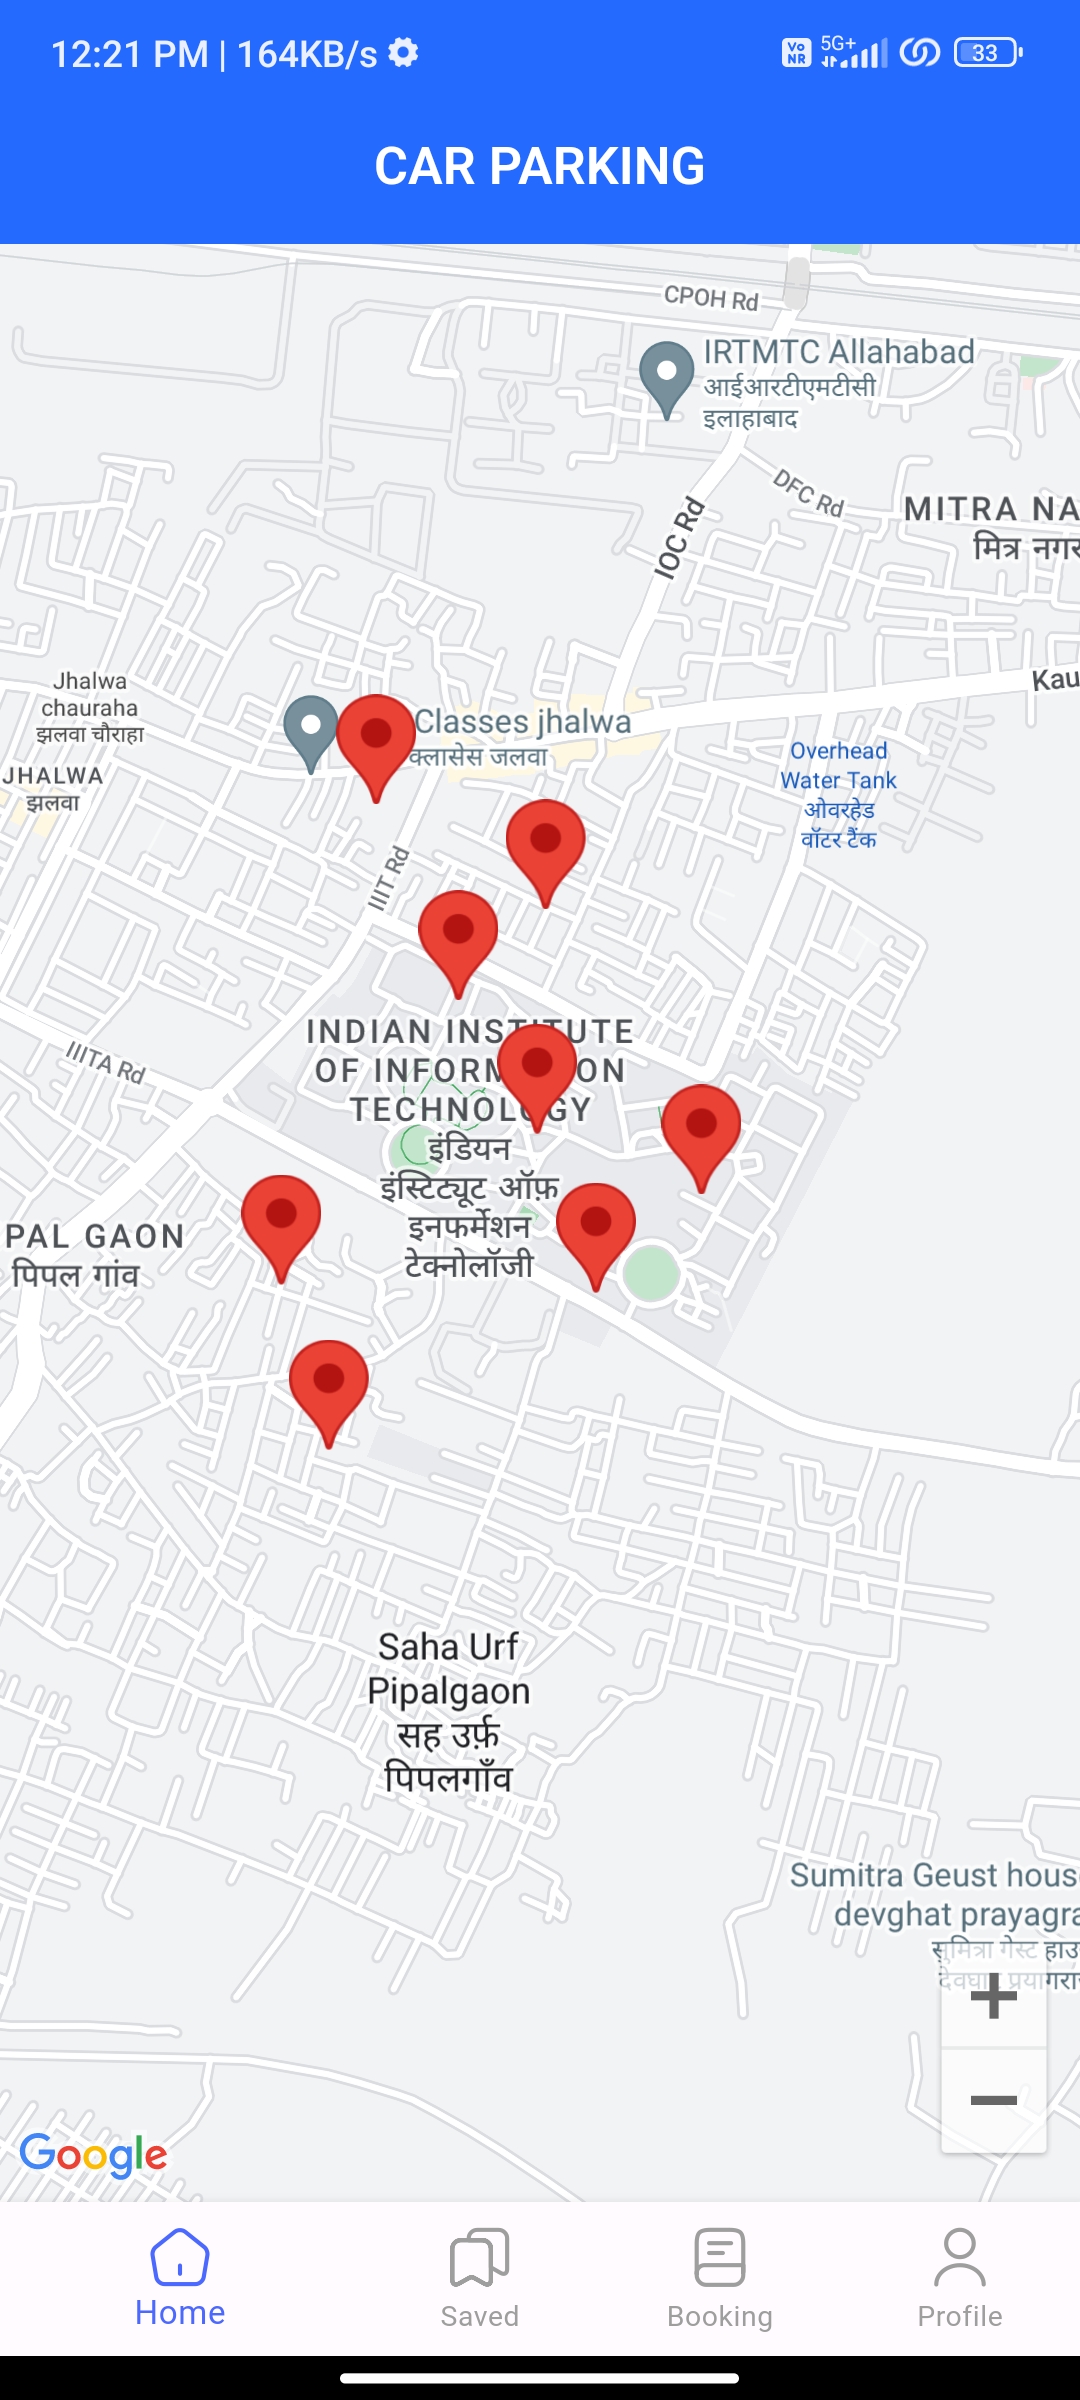 12:21 PM | 164KB/s
Vo NR 5G+ 33
CAR PARKING
CPOH Rd
IRTMTC Allahabad
आईआरटीएमटीसी
इलाहाबाद
DFC Rd
IOC Rd
MITRA NA
मित्र नगर
Kau
Jhalwa
chauraha
झलवा चौराहा
JHALWA
झलवा
Classes jhalwa
क्लासेस जलवा
Overhead
Water Tank
ओवरहेड
वॉटर टैंक
IIIT Rd
IIITA Rd
INDIAN INSTITUTE
OF INFORMATION
TECHNOLOGY
इंडियन
इंस्टिट्यूट ऑफ़
इनफर्मेशन
टेक्नोलॉजी
PAL GAON
पिपल गांव
Saha Urf
Pipalgaon
सह उर्फ़
पिपलगाँव
Sumitra Geust hous
devghat prayagra
सुमित्रा गेस्ट हाउ
देवघाट प्रयागरा
+
−
Google
Home
Saved
Booking
Profile